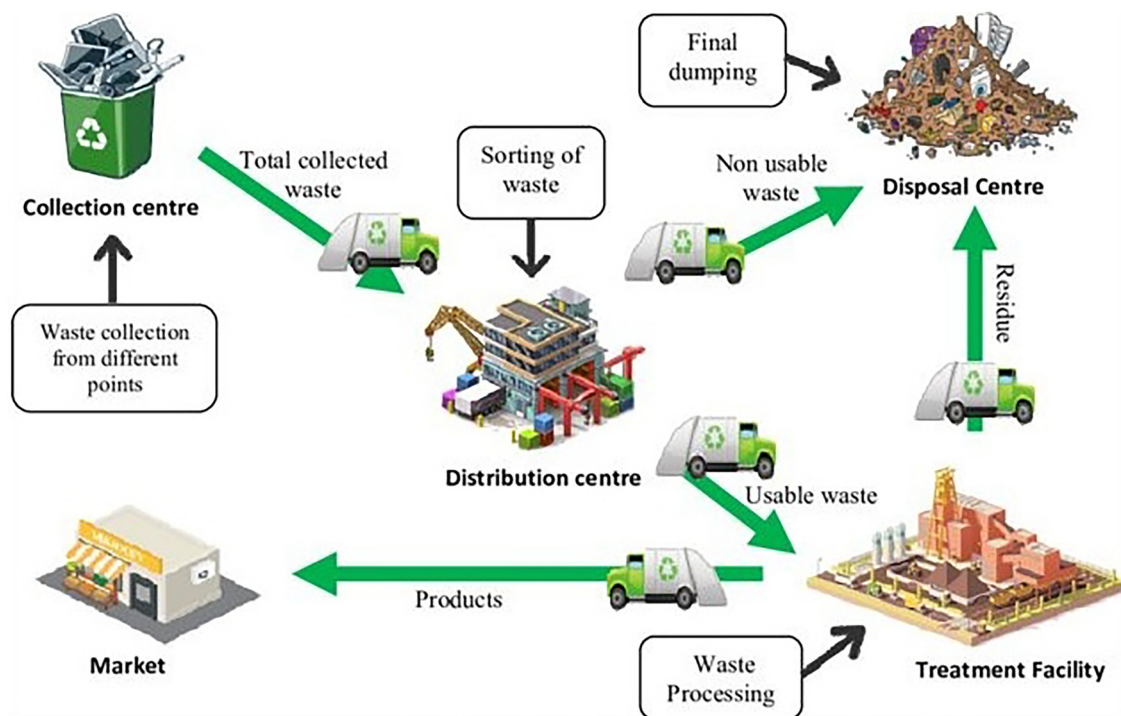 Final
dumping
Sorting of
waste
Total collected
waste
Non usable
waste
Collection centre
Disposal Centre
Waste collection
from different
points
Residue
Distribution centre
Usable waste
Products
Market
Waste
Processing
Treatment Facility